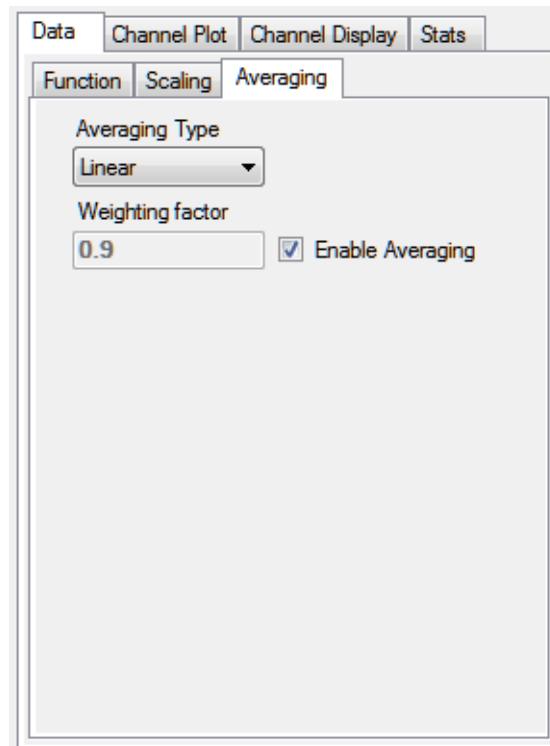 Data Channel Plot Channel Display Stats
Function Scaling Averaging
Averaging Type
Linear
Weighting factor
0.9 Enable Averaging